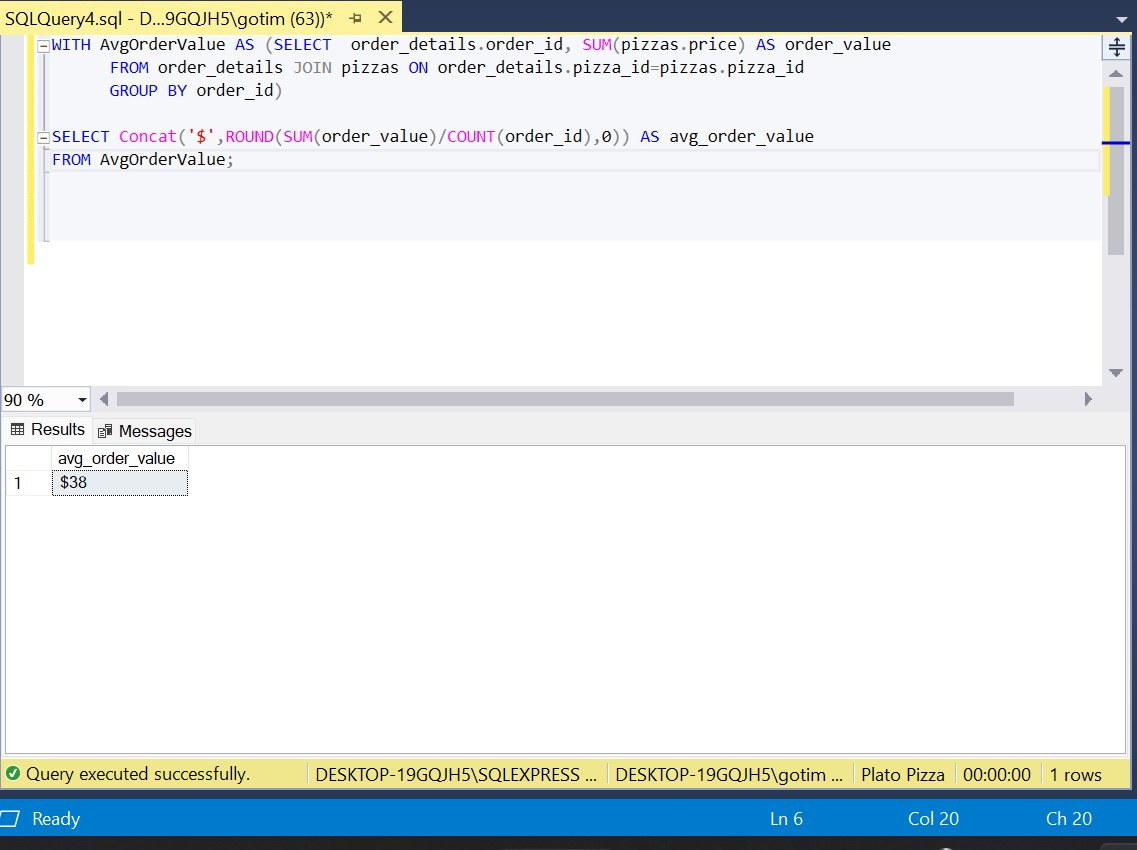 SQLQuery4.sql - D...9GQJH5\gotim (63))*
WITH AvgOrderValue AS (SELECT  order_details.order_id, SUM(pizzas.price) AS order_value
FROM order_details JOIN pizzas ON order_details.pizza_id=pizzas.pizza_id
GROUP BY order_id)
SELECT Concat('$',ROUND(SUM(order_value)/COUNT(order_id),0)) AS avg_order_value
FROM AvgOrderValue;
90 %
Results Messages
avg_order_value
1 $38
Query executed successfully. DESKTOP-19GQJH5\SQLEXPRESS ... DESKTOP-19GQJH5\gotim ... Plato Pizza 00:00:00 1 rows
Ready Ln 6 Col 20 Ch 20